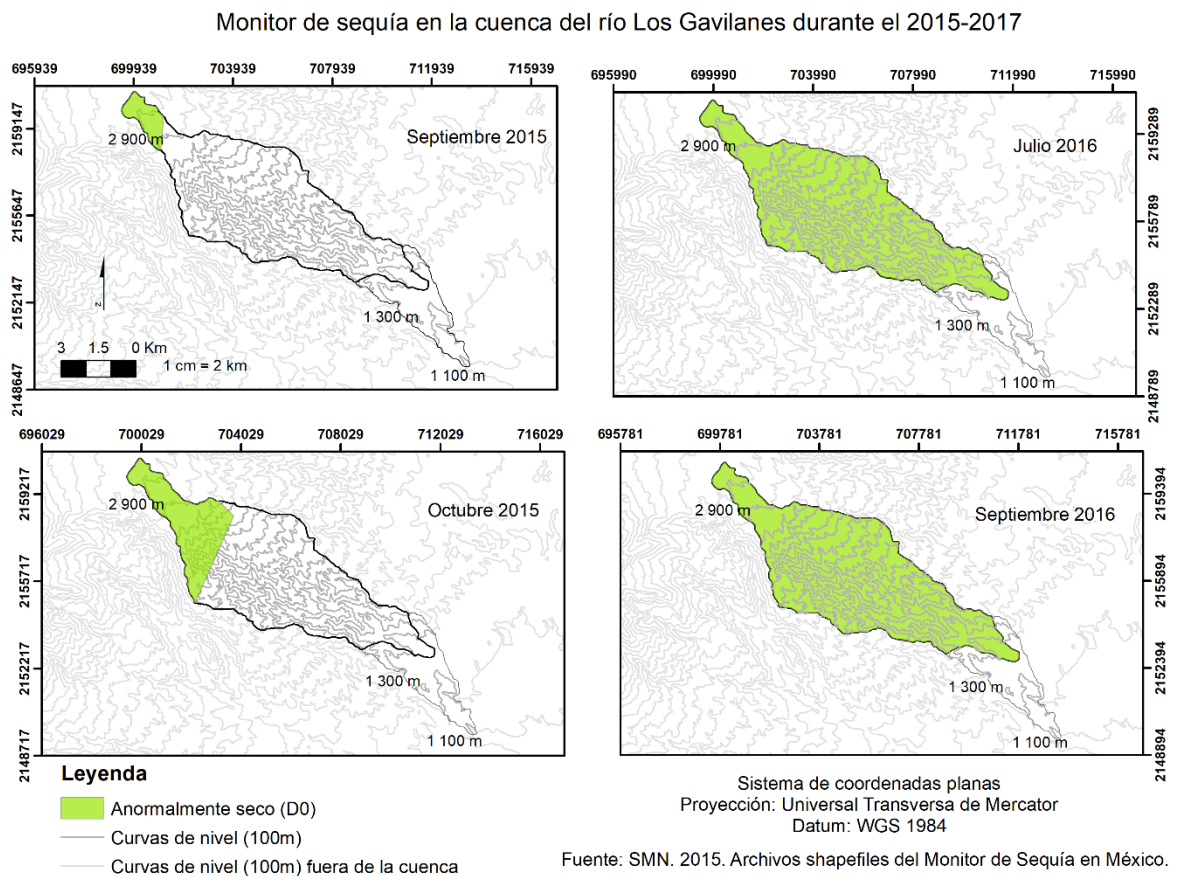 Monitor de sequía en la cuenca del río Los Gavilanes durante el 2015-2017
695939 699939 703939 707939 711939 715939
2159147
2155647
2152147
2148647
Septiembre 2015
2 900 m
1 300 m
1 100 m
z
3 1.5 0 Km
1 cm = 2 km
695990 699990 703990 707990 711990 715990
Julio 2016
2 900 m
1 300 m
1 100 m
2159289
2155789
2152289
2148789
696029 700029 704029 708029 712029 716029
2159217
2155717
2152217
2148717
Octubre 2015
2 900 m
1 300 m
1 100 m
695781 699781 703781 707781 711781 715781
Septiembre 2016
2 900 m
1 300 m
1 100 m
2159394
2155894
2152394
2148894
Leyenda
Anormalmente seco (D0)
Curvas de nivel (100m)
Curvas de nivel (100m) fuera de la cuenca
Sistema de coordenadas planas
Proyección: Universal Transversa de Mercator
Datum: WGS 1984
Fuente: SMN. 2015. Archivos shapefiles del Monitor de Sequía en México.